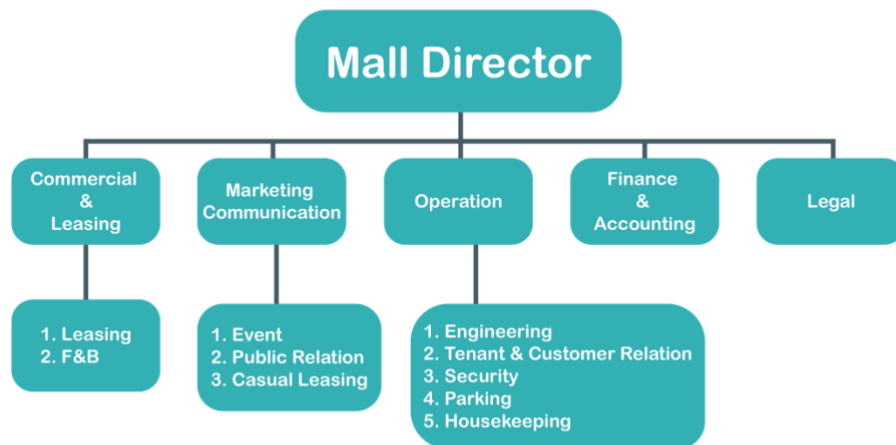 Mall Director
Commercial
&
Leasing
Marketing
Communication
Operation
Finance
&
Accounting
Legal
1. Leasing
2. F&B
1. Event
2. Public Relation
3. Casual Leasing
1. Engineering
2. Tenant & Customer Relation
3. Security
4. Parking
5. Housekeeping